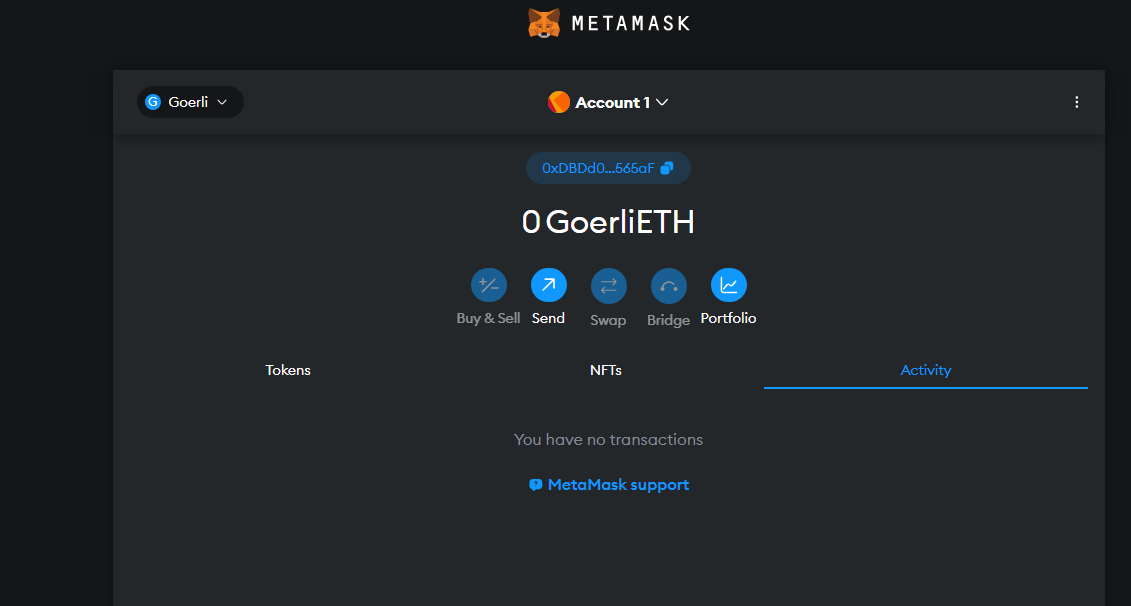 METAMASK
G Goerli
Account 1
0xDBDd0...565aF
0 GoerliETH
Buy & Sell Send Swap Bridge Portfolio
Tokens NFTs Activity
You have no transactions
MetaMask support